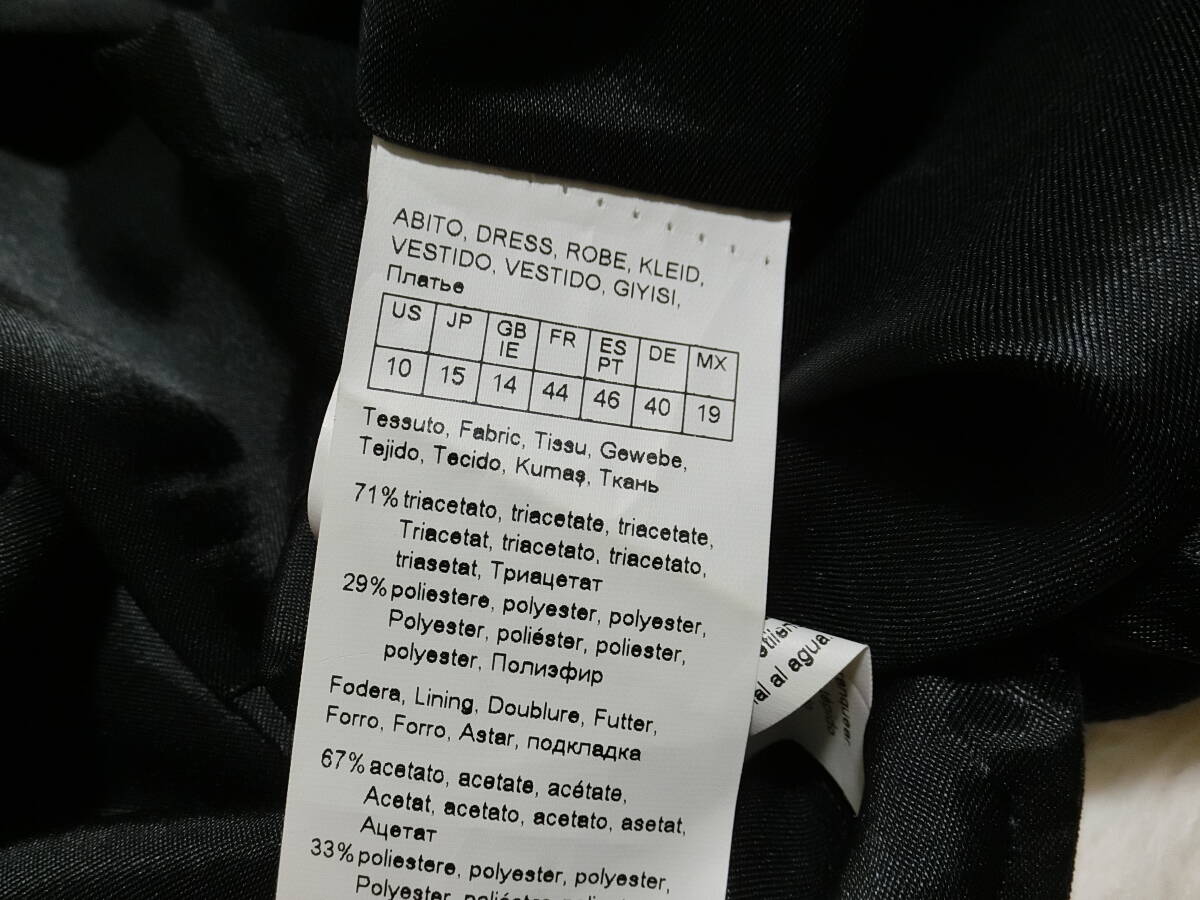 ABITO, DRESS, ROBE, KLEID,
VESTIDO, VESTIDO, GIYISI,
Платье
US JP GB IE FR ES PT DE MX
10 15 14 44 46 40 19
Tessuto, Fabric, Tissu, Gewebe,
Tejido, Tecido, Kumaş, Ткань
71% triacetato, triacetate, triacetate,
Triacetat, triacetato, triacetato,
triasetat, Триацетат
29% poliestere, polyester, polyester,
Polyester, poliéster, poliester,
polyester, Полиэфир
Fodera, Lining, Doublure, Futter,
Forro, Forro, Astar, подкладка
67% acetato, acetate, acétate,
Acetat, acetato, acetato, asetat,
Ацетат
33% poliestere, polyester, polyester,
Polyester,
al agua